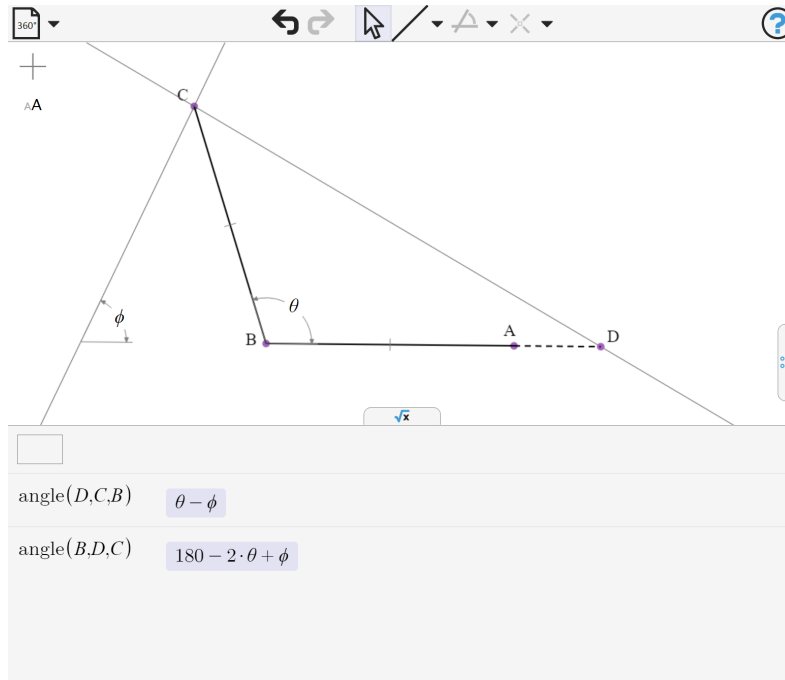 360°
?
AA
C
ϕ
θ
B
A
D
√x
angle(D,C,B) θ − ϕ
angle(B,D,C) 180 − 2·θ + ϕ